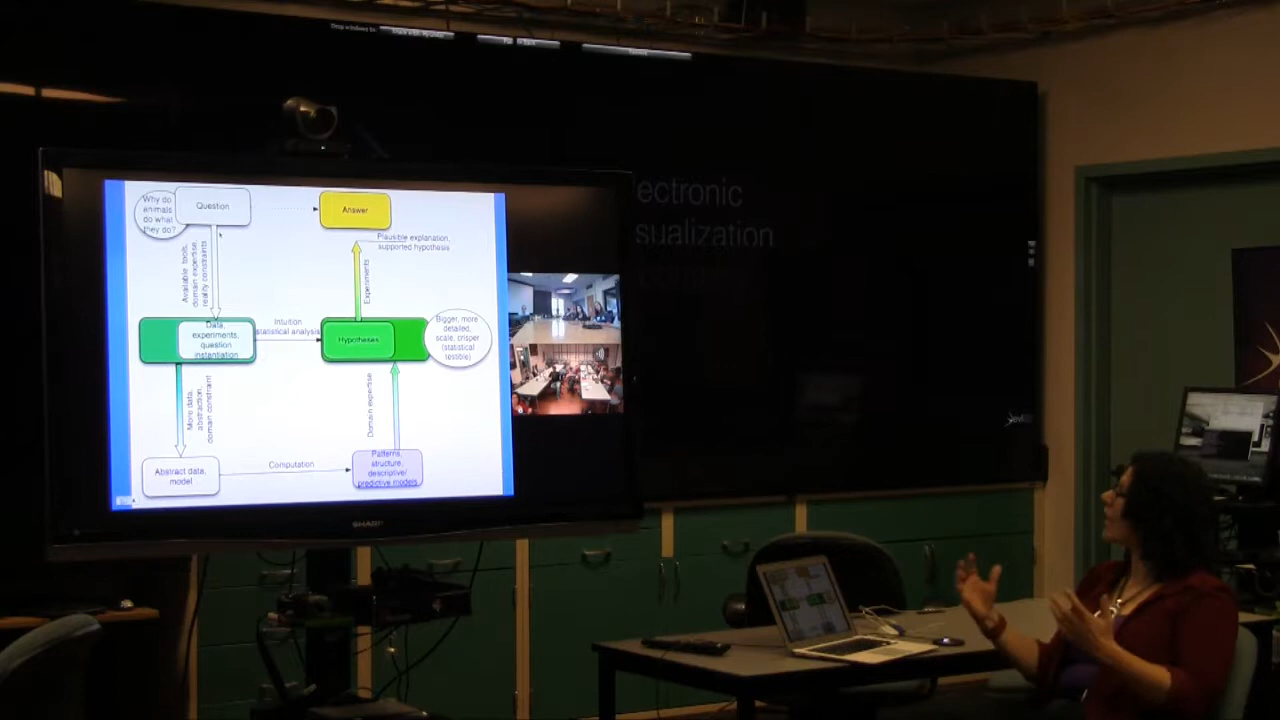 Why do
animals
do what
they do?
Question
Answer
Plausible explanation,
supported hypothesis
Available tools,
domain expertise,
reality constraints
Experiments
Data,
experiments,
question
instantiation
Intuition
statistical analysis
Hypotheses
Bigger, more
detailed,
scale, crisper
(statistical
testible)
More data,
abstraction,
domain constraint
Domain expertise
Abstract data,
model
Computation
Patterns,
structure,
descriptive/
predictive models
SHARP
ectronic
sualization